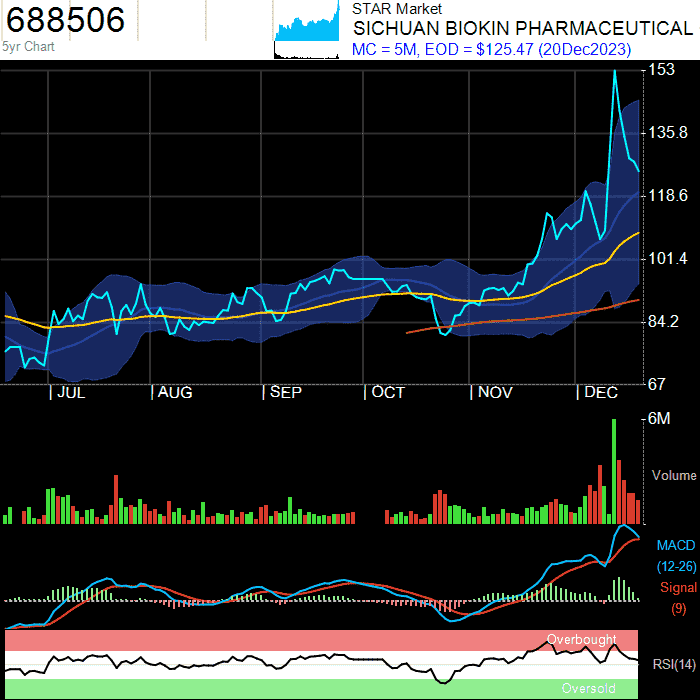 688506
5yr Chart
STAR Market
SICHUAN BIOKIN PHARMACEUTICAL
MC = 5M, EOD = $125.47 (20Dec2023)
153
135.8
118.6
101.4
84.2
67
JUL AUG SEP OCT NOV DEC
6M
Volume
MACD
(12-26)
Signal
(9)
Overbought
RSI(14)
Oversold